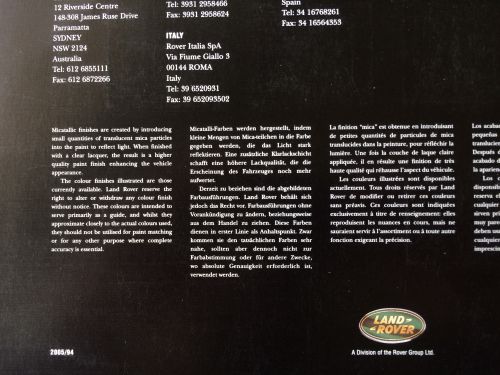 12 Riverside Centre
148-308 James Ruse Drive
Parramatta
SYDNEY
NSW 2124
Australia
Tel: 612 6855111
Fax: 612 6872266
Tel: 3931 2958466
Fax: 3931 2958624
ITALY
Rover Italia SpA
Via Fiume Giallo 3
00144 ROMA
Italy
Tel: 39 6520931
Fax: 39 652093502
Spain
Tel: 34 16768261
Fax: 34 16564353
Micatallic finishes are created by introducing
small quantities of translucent mica particles
into the paint to reflect light. When finished
with a clear lacquer, the result is a higher
quality paint finish enhancing the vehicle
appearance.
The colour finishes illustrated are those
currently available. Land Rover reserve the
right to alter or withdraw any colour finish
without notice. These colours are intended to
serve primarily as a guide, and whilst they
approximate closely to the actual colours used,
they should not be utilised for paint matching
or for any other purpose where complete
accuracy is essential.
Micatalli-Farben werden hergestellt, indem
kleine Mengen von Mica-teilchen in die Farbe
gegeben werden, die das Licht stark
reflektieren. Eine zusätzliche Klarlackschicht
schafft eine höhere Lackqualität, die die
Erscheinung des Fahrzeuges noch mehr
aufwertet.
Derzeit zu beziehen sind die abgebildeten
Farbausführungen. Land Rover behält sich
jedoch das Recht vor, Farbausführungen ohne
Vorankündigung zu ändern, beziehungsweise
aus dem Handel zu ziehen. Diese Farben
dienen in erster Linie als Anhaltspunkt. Zwar
kommen sie den tatsächlichen Farben sehr
nahe, sollten aber dennoch nicht zur
Farbabstimmung oder für andere Zwecke,
wo absolute Genauigkeit erforderlich ist,
verwendet werden.
La finition "mica" est obtenue en introduisant
de petites quantités de particules de mica
translucides dans la peinture, pour réfléchir la
lumière. Une fois la couche de laque claire
appliquée, il en résulte une finition de très
haute qualité qui réhausse l'aspect du véhicule.
Les couleurs illustrées sont disponibles
actuellement. Tous droits réservés par Land
Rover de modifier ou retirer ces couleurs
sans préavis. Ces couleurs sont indiquées
exclusivement à titre de renseignement: elles
reproduisent les nuances en cours, mais ne
sauraient servir à l'assortiment ou à toute autre
fonction exigeant la précision.
Los acaba
pequeñas
translucien
Después d
acabado d
la aparien
Los
disponibl
reserva el
cualquier
sirven pri
muy pare
deben usa
cualquier
imprescin
LAND
ROVER
2005/94
A Division of the Rover Group Ltd.